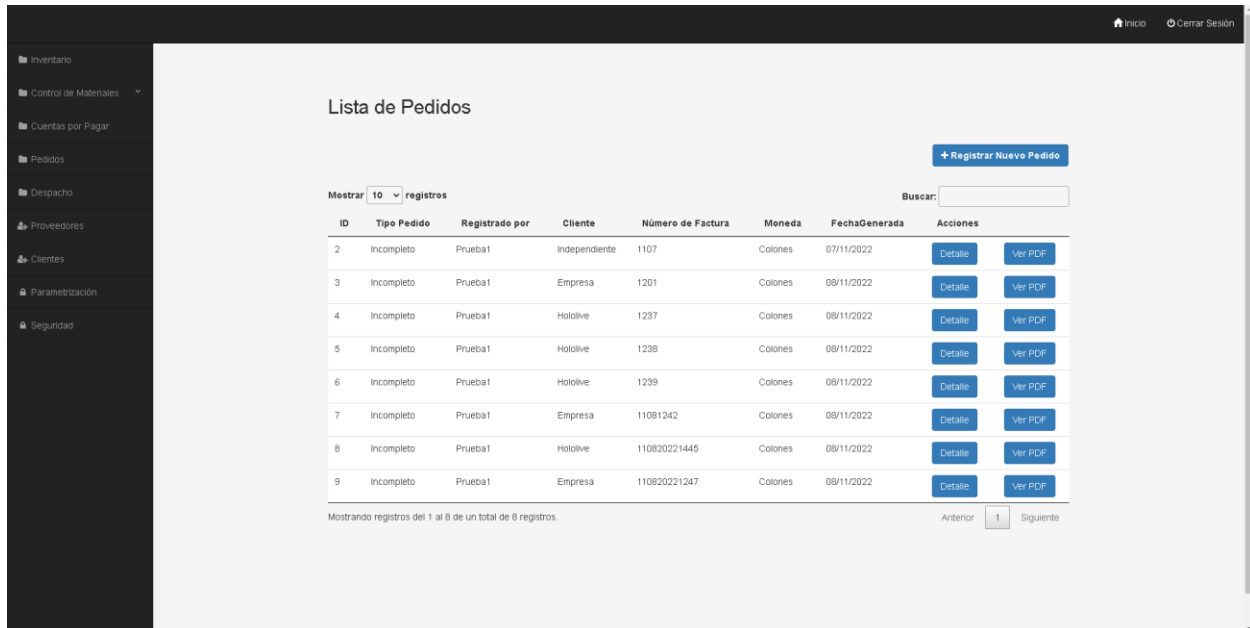 Inicio Cerrar Sesión
Inventario
Control de Materiales
Cuentas por Pagar
Pedidos
Despacho
Proveedores
Clientes
Parametrización
Seguridad
Lista de Pedidos
+ Registrar Nuevo Pedido
Mostrar 10 registros Buscar:
ID Tipo Pedido Registrado por Cliente Número de Factura Moneda FechaGenerada Acciones
2 Incompleto Prueba1 Independiente 1107 Colones 07/11/2022 Detalle Ver PDF
3 Incompleto Prueba1 Empresa 1201 Colones 08/11/2022 Detalle Ver PDF
4 Incompleto Prueba1 Hololive 1237 Colones 08/11/2022 Detalle Ver PDF
5 Incompleto Prueba1 Hololive 1238 Colones 08/11/2022 Detalle Ver PDF
6 Incompleto Prueba1 Hololive 1239 Colones 08/11/2022 Detalle Ver PDF
7 Incompleto Prueba1 Empresa 11081242 Colones 08/11/2022 Detalle Ver PDF
8 Incompleto Prueba1 Hololive 110820221445 Colones 08/11/2022 Detalle Ver PDF
9 Incompleto Prueba1 Empresa 110820221247 Colones 08/11/2022 Detalle Ver PDF
Mostrando registros del 1 al 8 de un total de 8 registros. Anterior 1 Siguiente